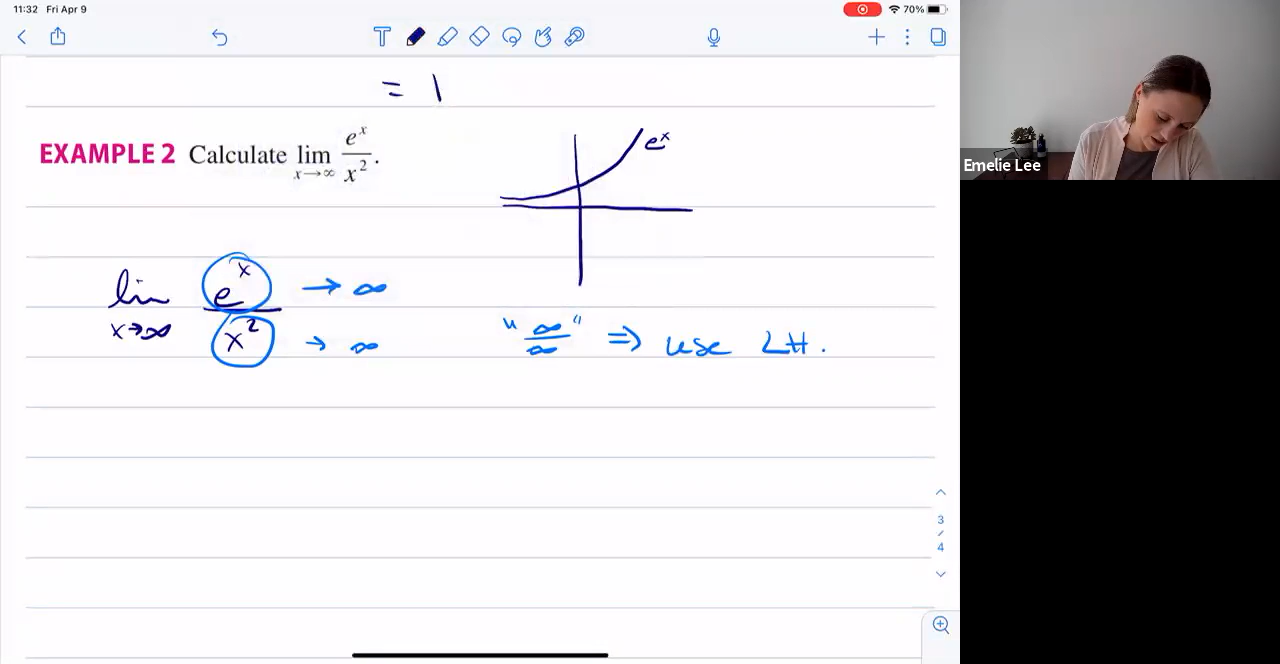 11:32 Fri Apr 9
70%
= 1
EXAMPLE 2 Calculate lim x→∞ e^x / x^2.
e^x
lim x→∞ e^x / x^2
→ ∞
→ ∞
"∞/∞" ⇒ use LH.
Emelie Lee
3
/
4